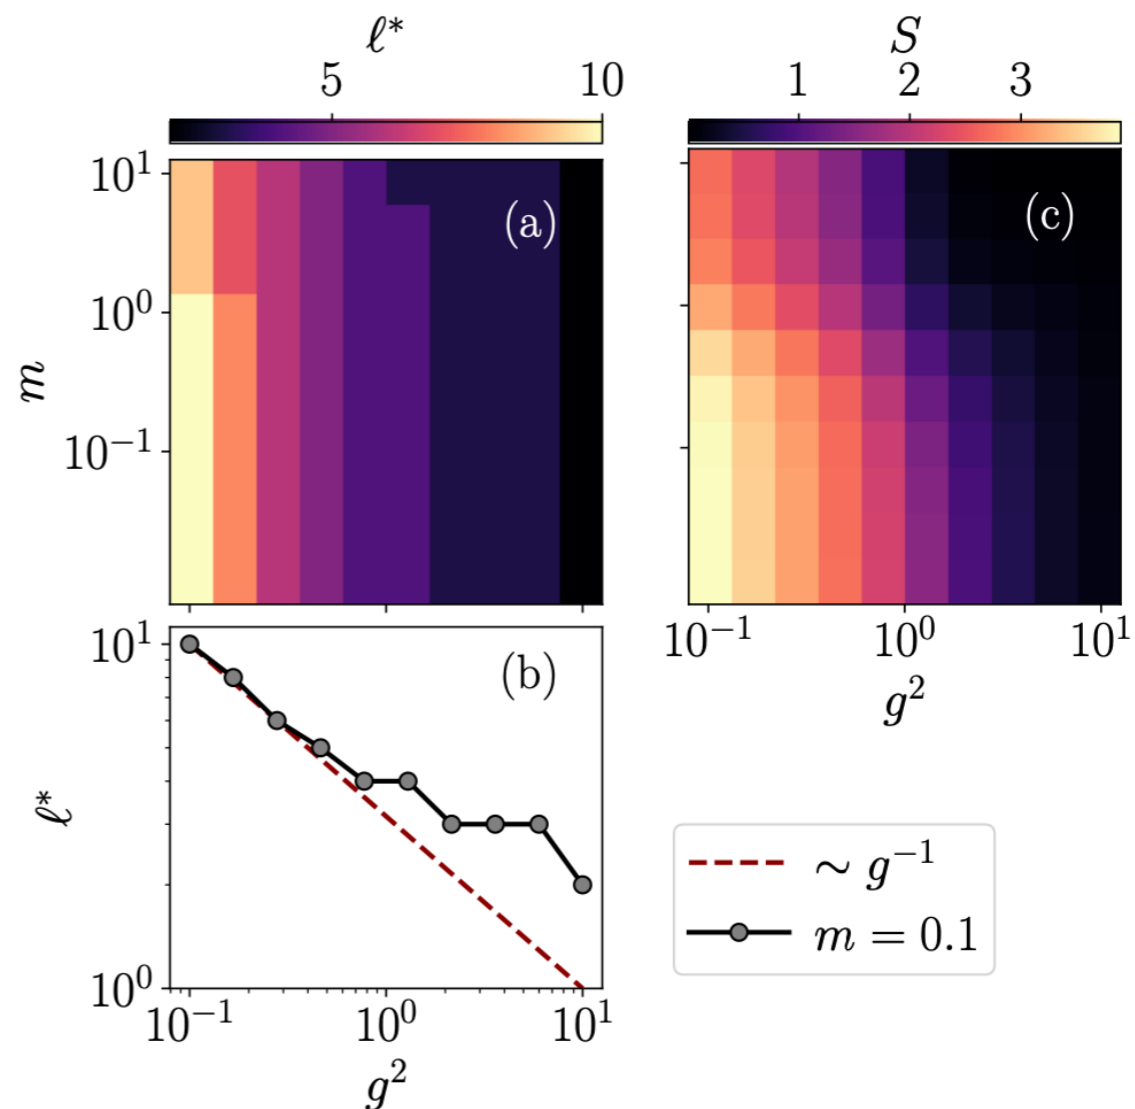 ℓ*
5 10
S
1 2 3
10¹
10⁰
10⁻¹
m
(a)
(c)
10⁻¹ 10⁰ 10¹
g²
10¹
10⁰
ℓ*
(b)
10⁻¹ 10⁰ 10¹
g²
∼ g⁻¹
m = 0.1